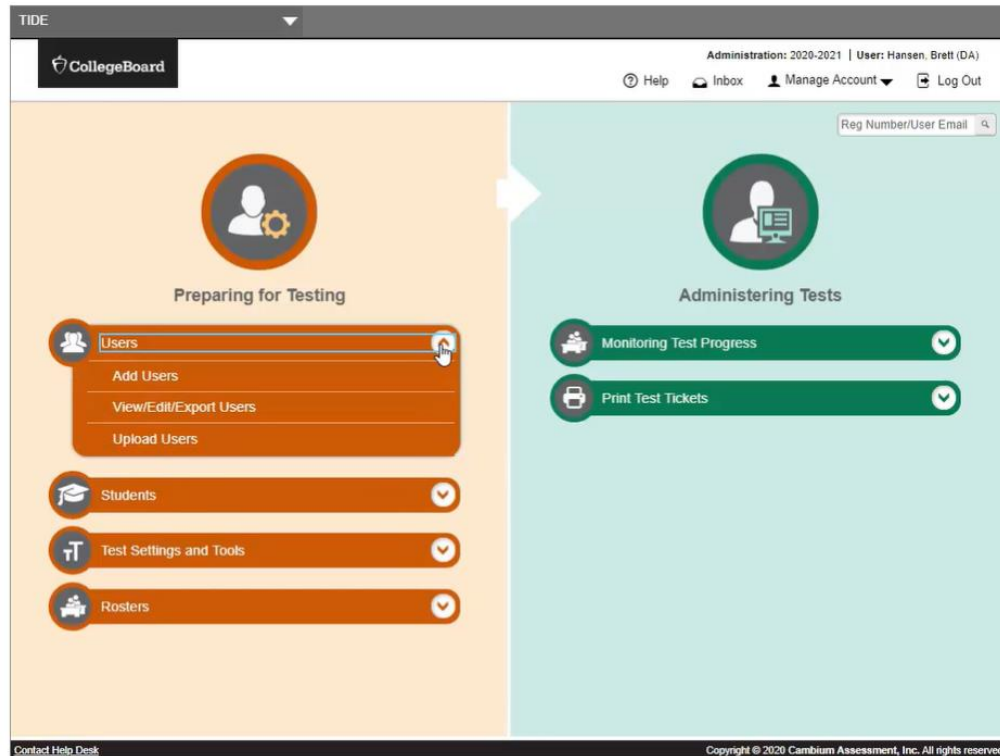 TIDE
CollegeBoard
Administration: 2020-2021 | User: Hansen, Brett (DA)
Help Inbox Manage Account Log Out
Reg Number/User Email
Preparing for Testing
Users
Add Users
View/Edit/Export Users
Upload Users
Students
Test Settings and Tools
Rosters
Administering Tests
Monitoring Test Progress
Print Test Tickets
Contact Help Desk
Copyright © 2020 Cambium Assessment, Inc. All rights reserved